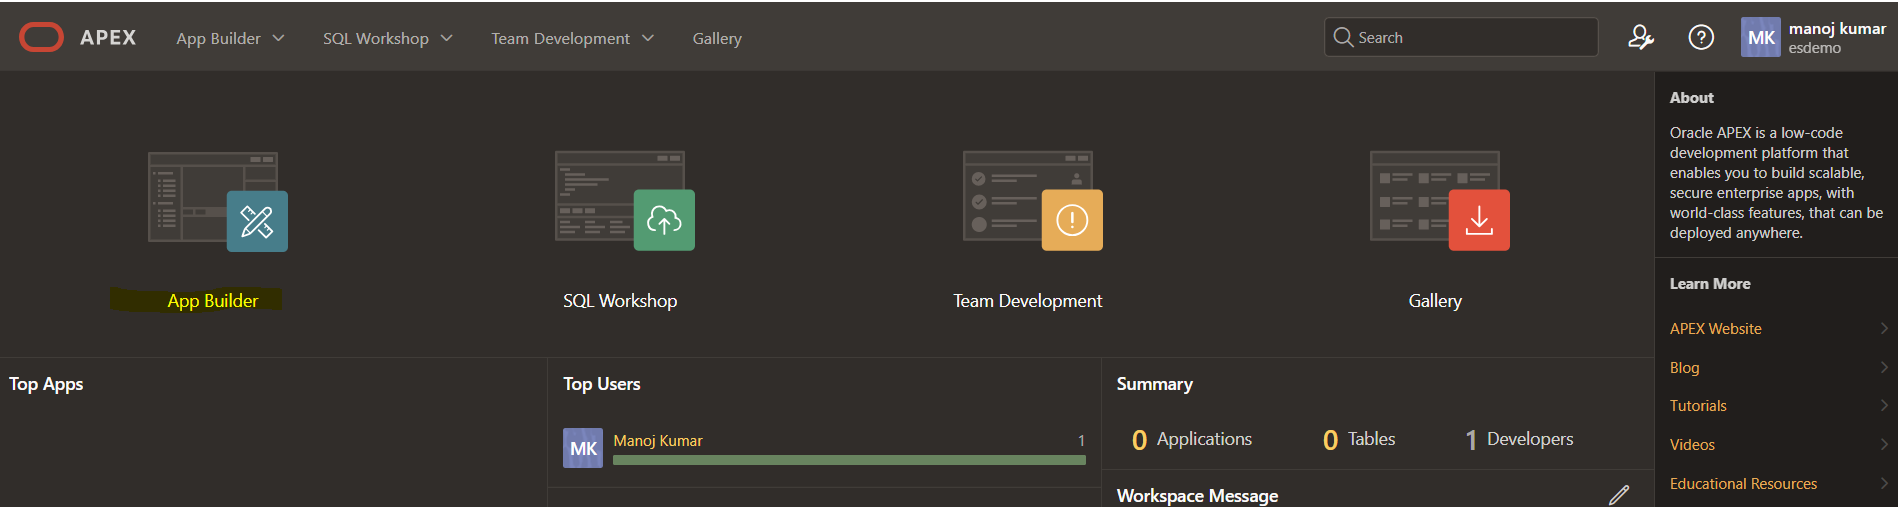 APEX App Builder SQL Workshop Team Development Gallery Search MK manoj kumar
esdemo
App Builder SQL Workshop Team Development Gallery
Top Apps
Top Users
MK Manoj Kumar 1
Summary
0 Applications 0 Tables 1 Developers
Workspace Message
About
Oracle APEX is a low-code
development platform that
enables you to build scalable,
secure enterprise apps, with
world-class features, that can be
deployed anywhere.
Learn More
APEX Website
Blog
Tutorials
Videos
Educational Resources